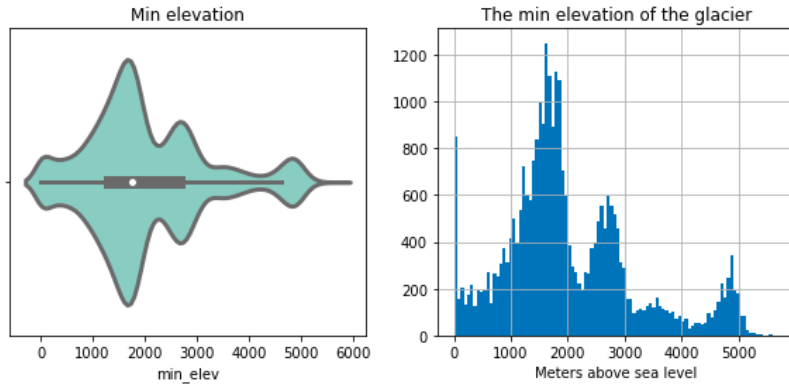 Min elevation
0 1000 2000 3000 4000 5000 6000
min_elev
The min elevation of the glacier
1200
1000
800
600
400
200
0
0 1000 2000 3000 4000 5000
Meters above sea level